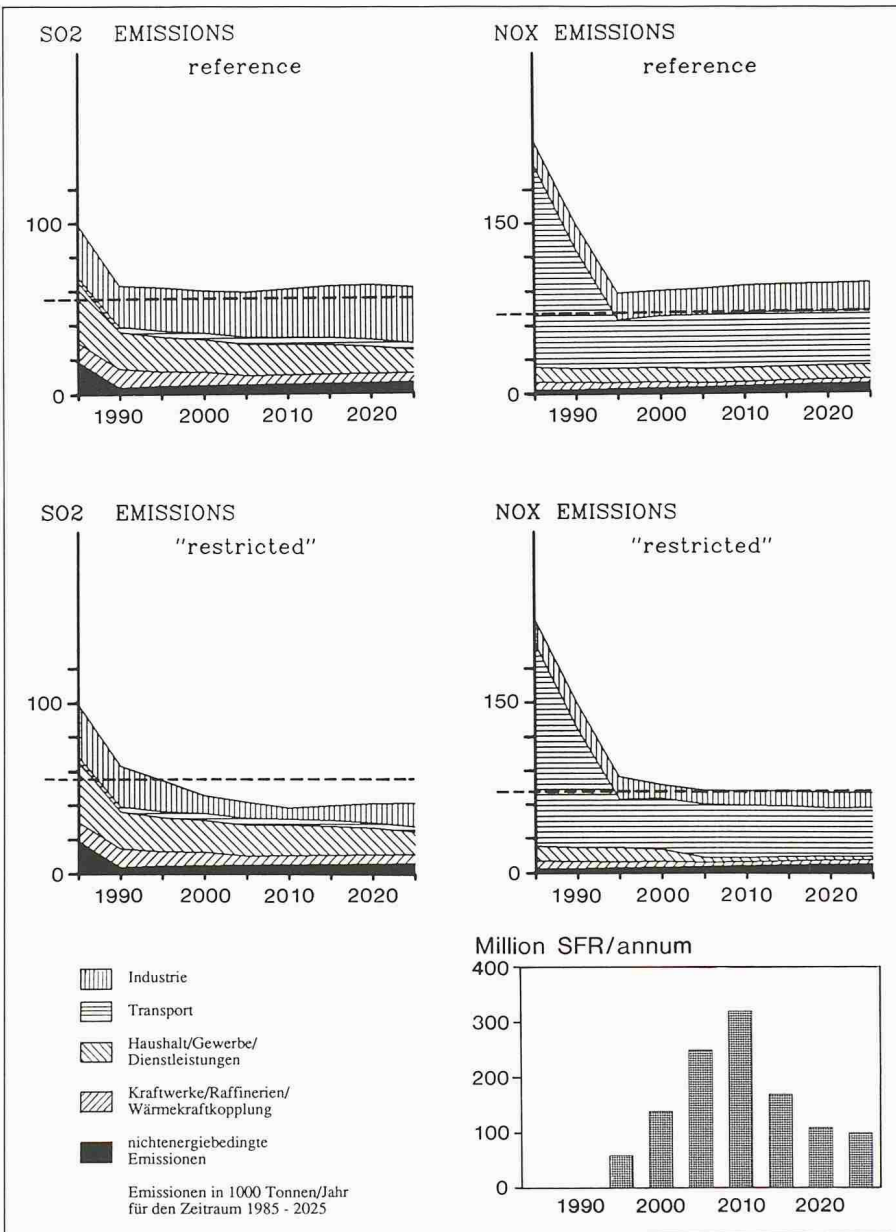 SO2 EMISSIONS
reference
100
0
1990 2000 2010 2020
NOX EMISSIONS
reference
150
0
1990 2000 2010 2020
SO2 EMISSIONS
"restricted"
100
0
1990 2000 2010 2020
NOX EMISSIONS
"restricted"
150
0
1990 2000 2010 2020
Industrie
Transport
Haushalt/Gewerbe/
Dienstleistungen
Kraftwerke/Raffinerien/
Wärmekraftkopplung
nichtenergiebedingte
Emissionen
Emissionen in 1000 Tonnen/Jahr
für den Zeitraum 1985 - 2025
Million SFR/annum
400
300
200
100
0
1990 2000 2010 2020